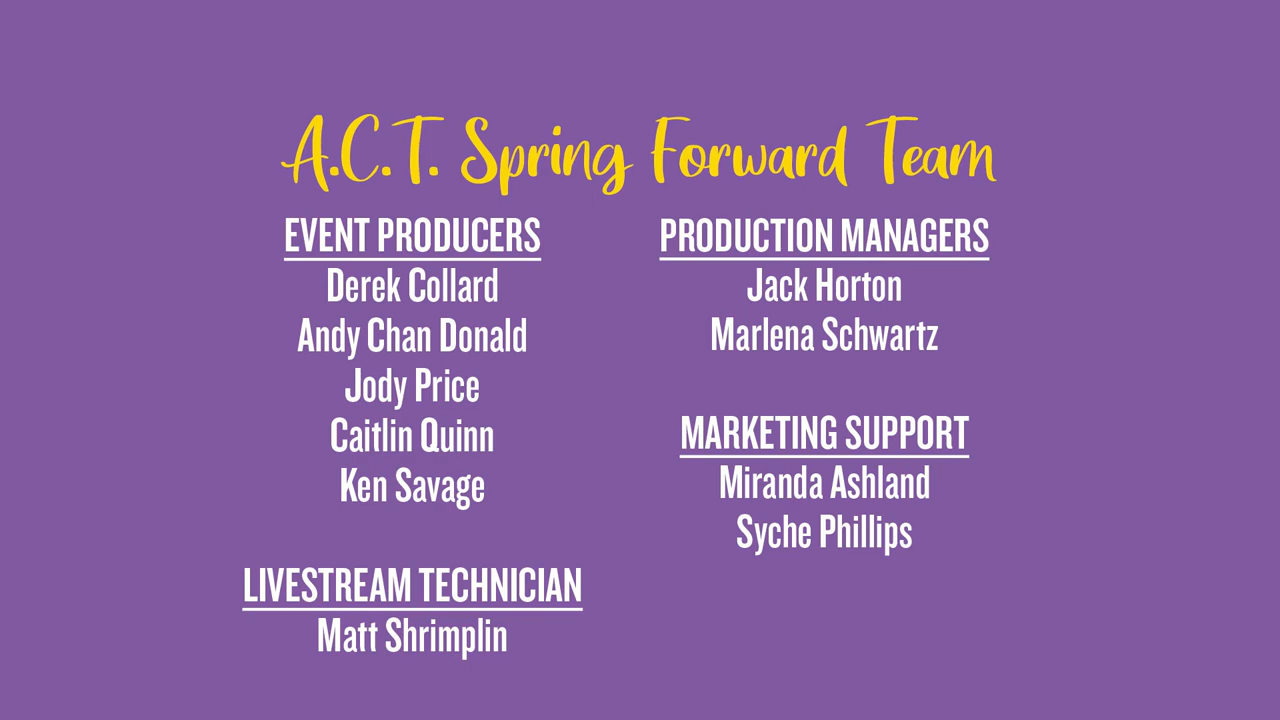 A.C.T. Spring Forward Team
EVENT PRODUCERS
Derek Collard
Andy Chan Donald
Jody Price
Caitlin Quinn
Ken Savage
LIVESTREAM TECHNICIAN
Matt Shrimplin
PRODUCTION MANAGERS
Jack Horton
Marlena Schwartz
MARKETING SUPPORT
Miranda Ashland
Syche Phillips